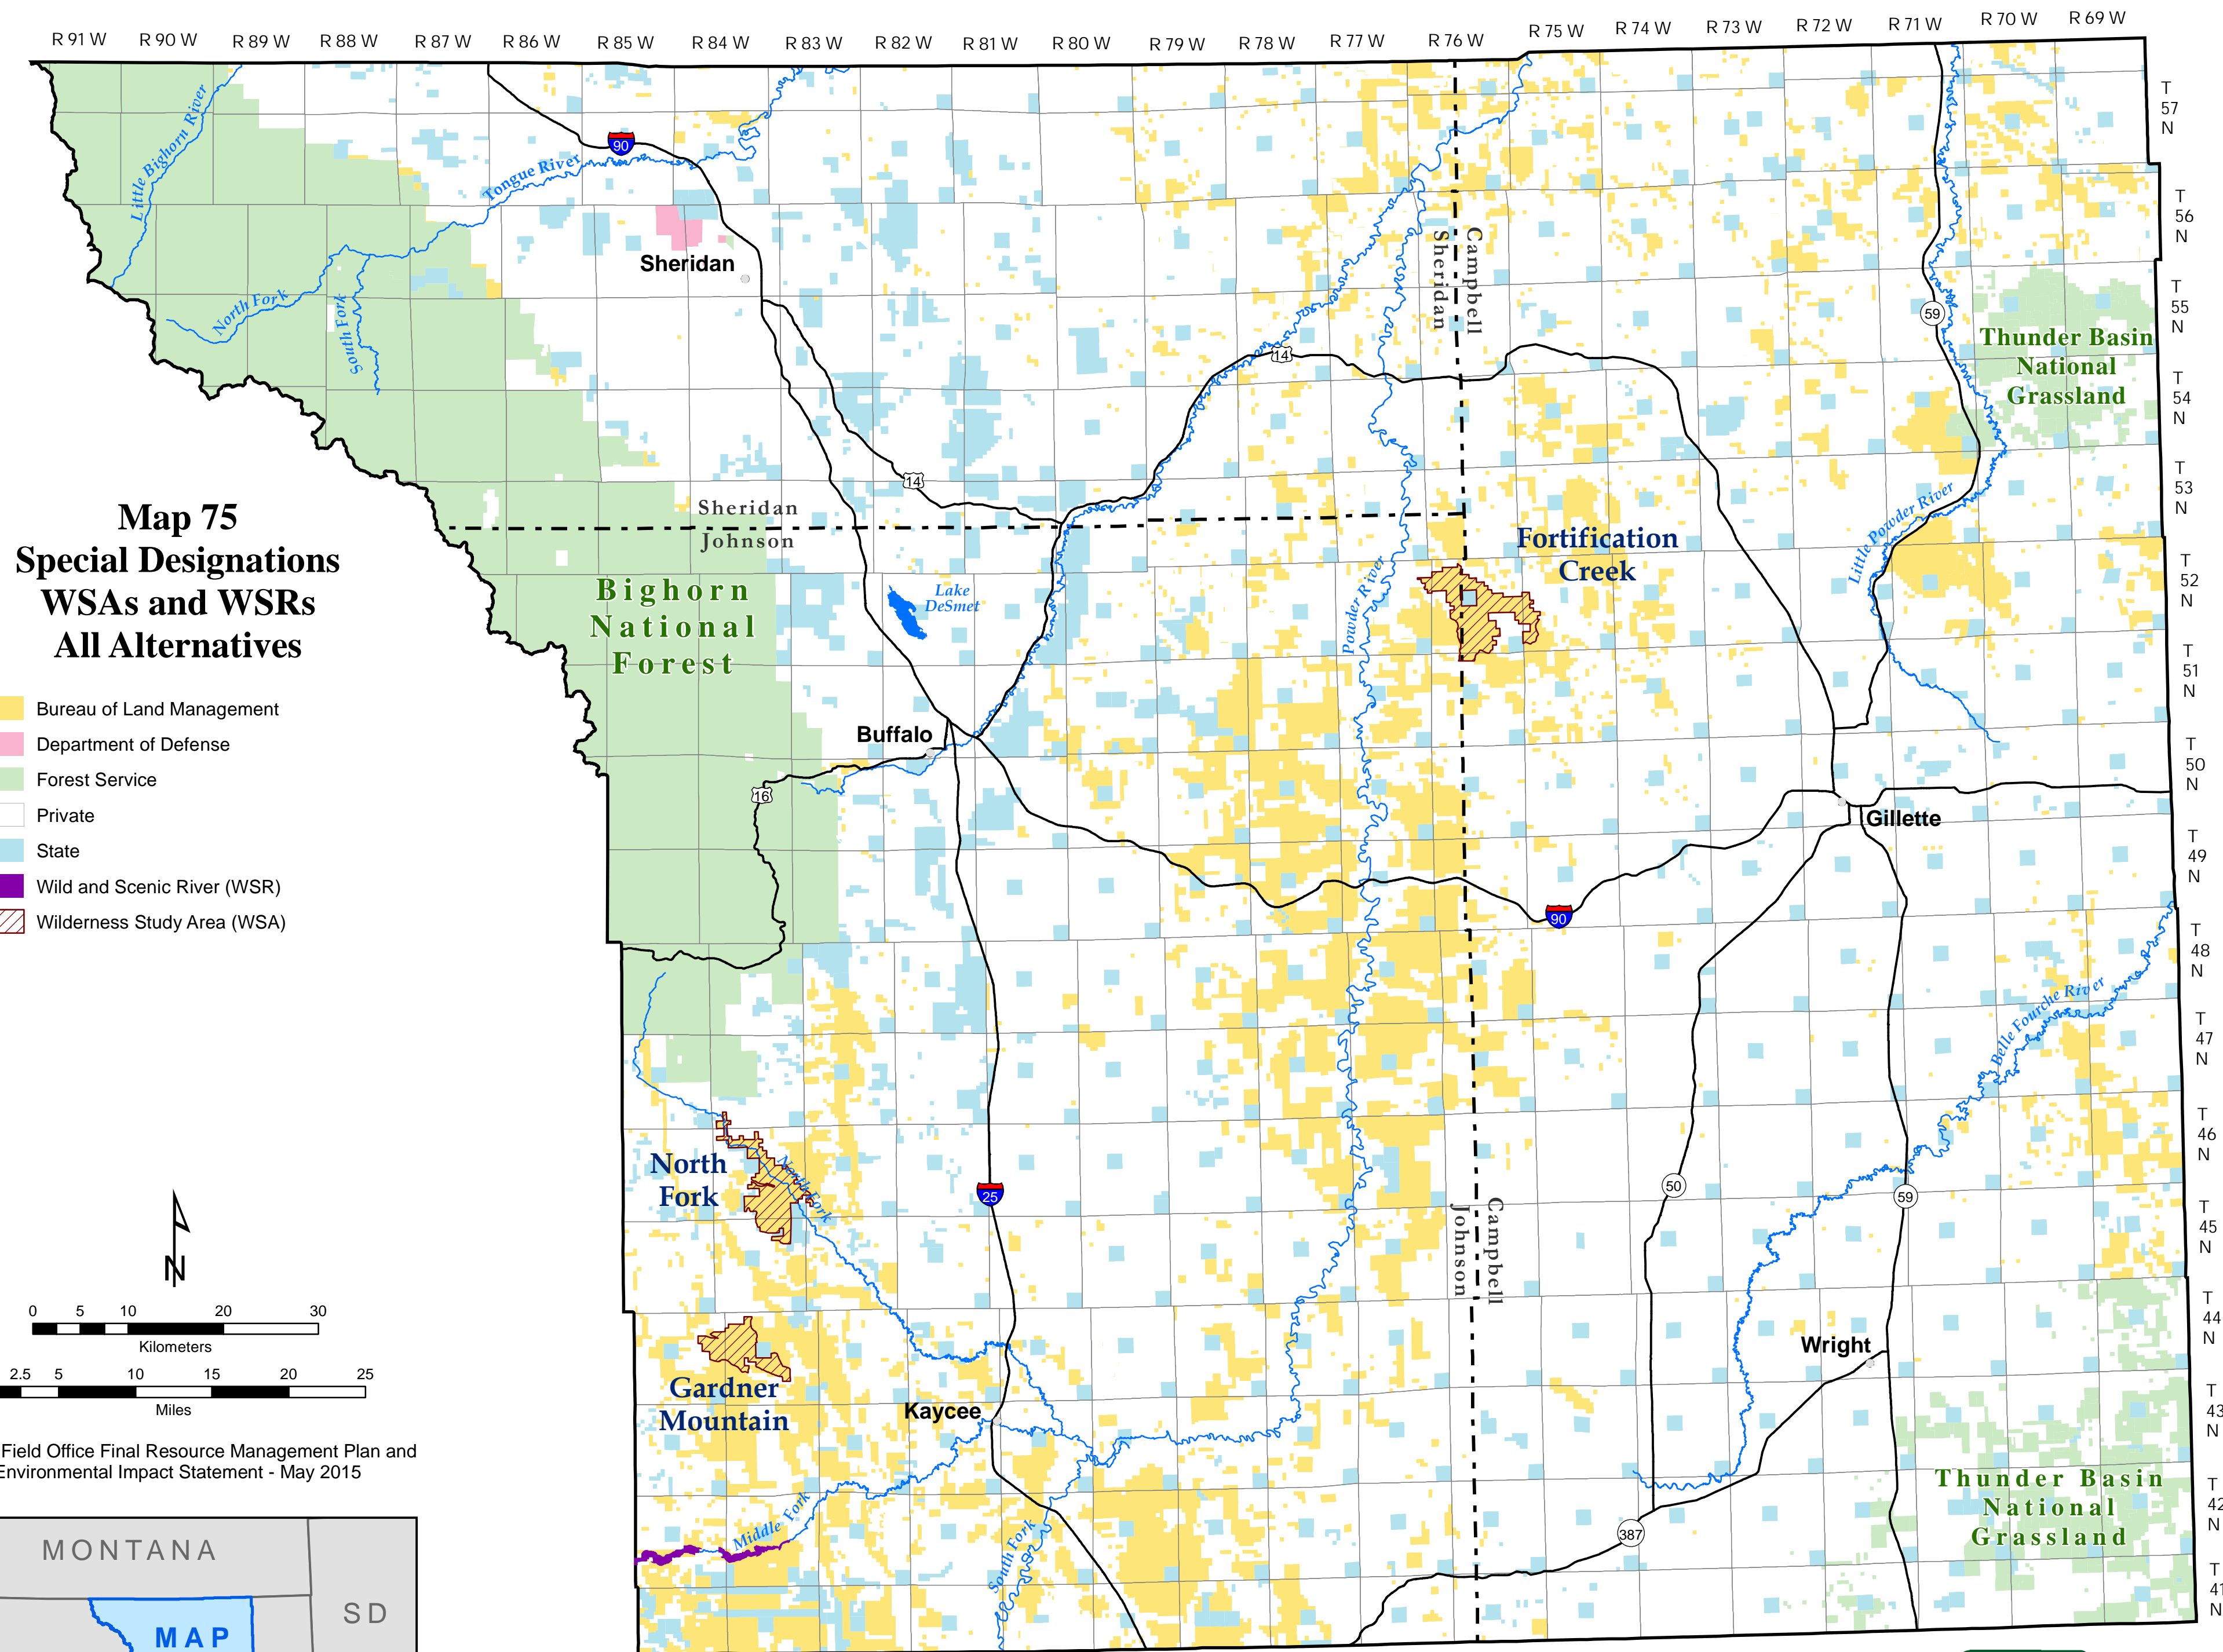 R 91 W
R 90 W
R 89 W
R 88 W
R 87 W
R 86 W
R 85 W
R 84 W
R 83 W
R 82 W
R 81 W
R 80 W
R 79 W
R 78 W
R 77 W
R 76 W
R 75 W
R 74 W
R 73 W
R 72 W
R 71 W
R 70 W
R 69 W
T
57
N
T
56
N
T
55
N
T
54
N
T
53
N
T
52
N
T
51
N
T
50
N
T
49
N
T
48
N
T
47
N
T
46
N
T
45
N
T
44
N
T
43
N
T
42
N
T
41
N
Little Bighorn River
Tongue River
90
Sheridan
North Fork
South Fork
Sheridan
Campbell
59
Thunder Basin
National
Grassland
14
14
Sheridan
Johnson
Little Powder River
Fortification
Creek
Bighorn
National
Forest
Lake
DeSmet
Powder River
Buffalo
16
Gillette
90
Belle Fourche River
North
Fork
North Fork
25
50
59
Johnson
Campbell
Wright
Gardner
Mountain
Kaycee
Middle Fork
South Fork
387
Thunder Basin
National
Grassland
Map 75
Special Designations
WSAs and WSRs
All Alternatives
Bureau of Land Management
Department of Defense
Forest Service
Private
State
Wild and Scenic River (WSR)
Wilderness Study Area (WSA)
N
0 5 10 20 30
Kilometers
2.5 5 10 15 20 25
Miles
Field Office Final Resource Management Plan and
Environmental Impact Statement - May 2015
MONTANA
SD
MAP